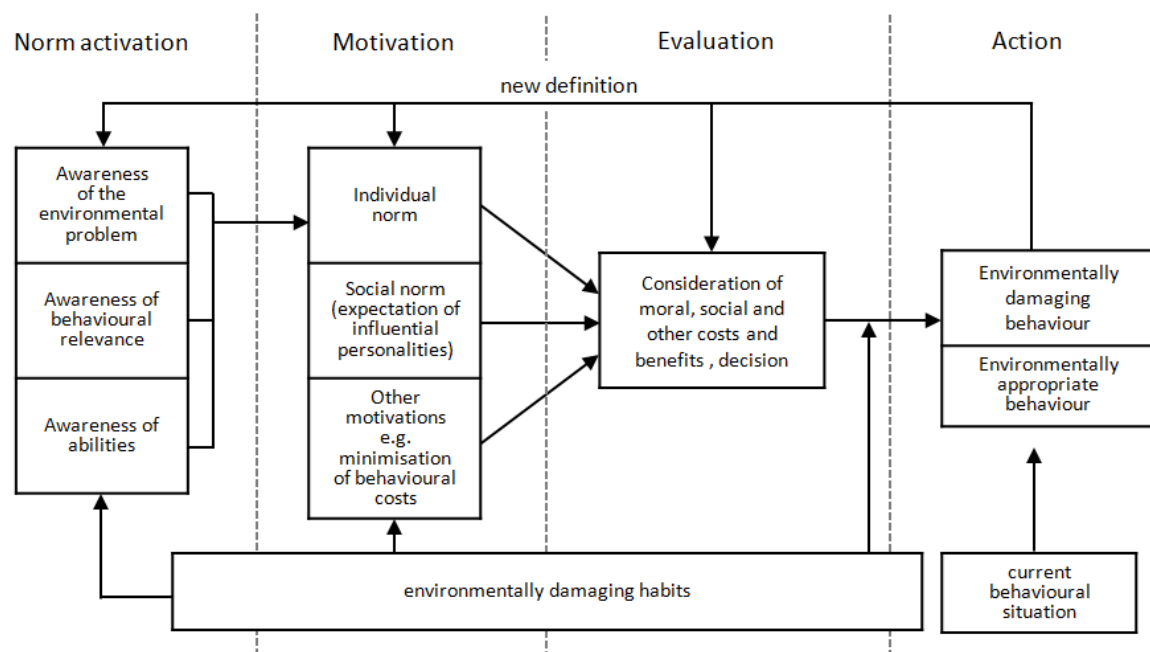 Norm activation
Motivation
Evaluation
Action
new definition
Awareness
of the
environmental
problem
Awareness of
behavioural
relevance
Awareness of
abilities
Individual
norm
Social norm
(expectation of
influential
personalities)
Other
motivations
e.g.
minimisation
of behavioural
costs
Consideration of
moral, social and
other costs and
benefits , decision
Environmentally
damaging
behaviour
Environmentally
appropriate
behaviour
environmentally damaging habits
current
behavioural
situation